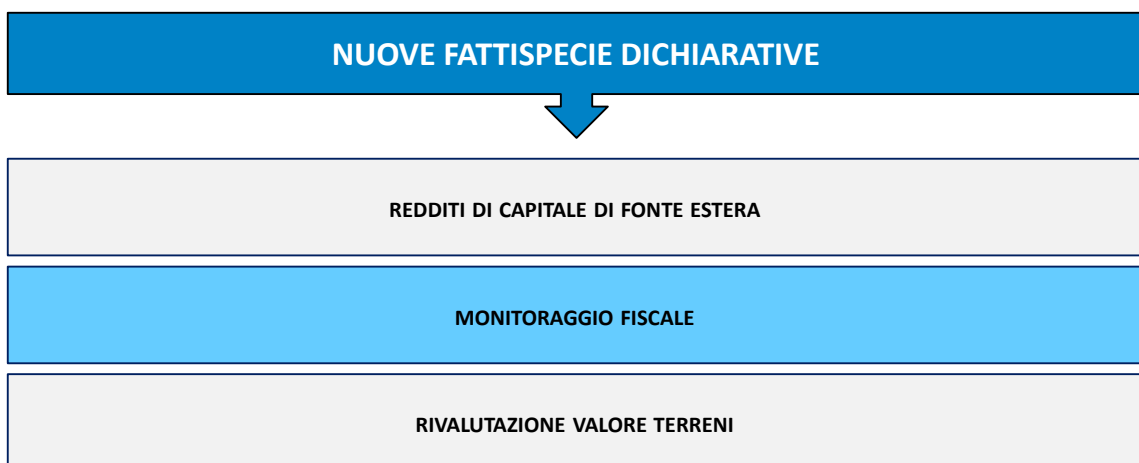 NUOVE FATTISPECIE DICHIARATIVE
REDDITI DI CAPITALE DI FONTE ESTERA
MONITORAGGIO FISCALE
RIVALUTAZIONE VALORE TERRENI